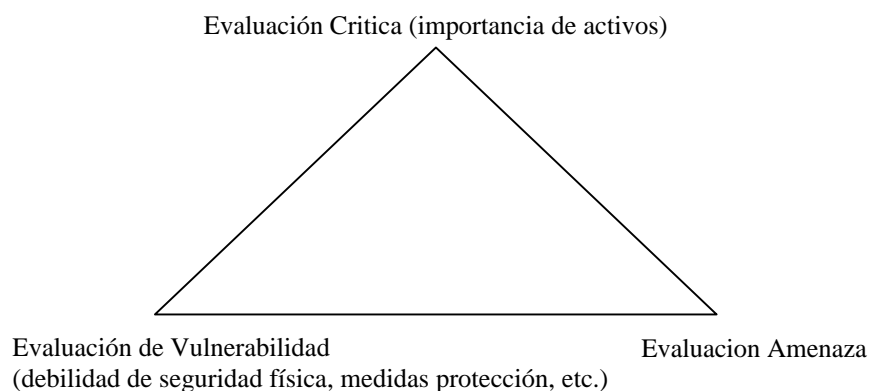 Evaluación Critica (importancia de activos)
Evaluación de Vulnerabilidad
(debilidad de seguridad física, medidas protección, etc.)
Evaluacion Amenaza